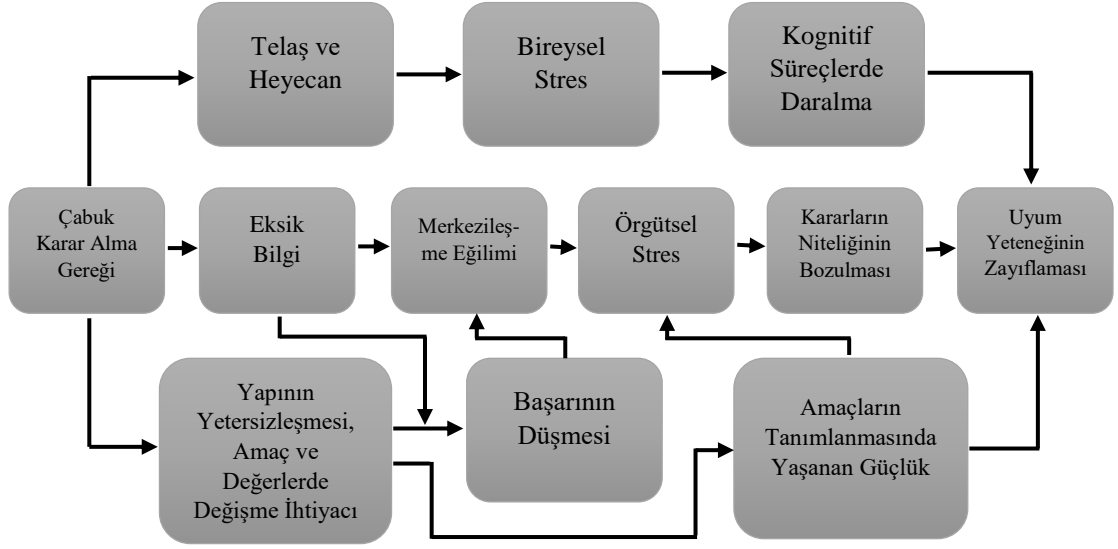 Telaş ve
Heyecan
Bireysel
Stres
Kognitif
Süreçlerde
Daralma
Çabuk
Karar Alma
Gereği
Eksik
Bilgi
Merkezileş-
me Eğilimi
Örgütsel
Stres
Kararların
Niteliğinin
Bozulması
Uyum
Yeteneğinin
Zayıflaması
Yapının
Yetersizleşmesi,
Amaç ve
Değerlerde
Değişme İhtiyacı
Başarının
Düşmesi
Amaçların
Tanımlanmasında
Yaşanan Güçlük